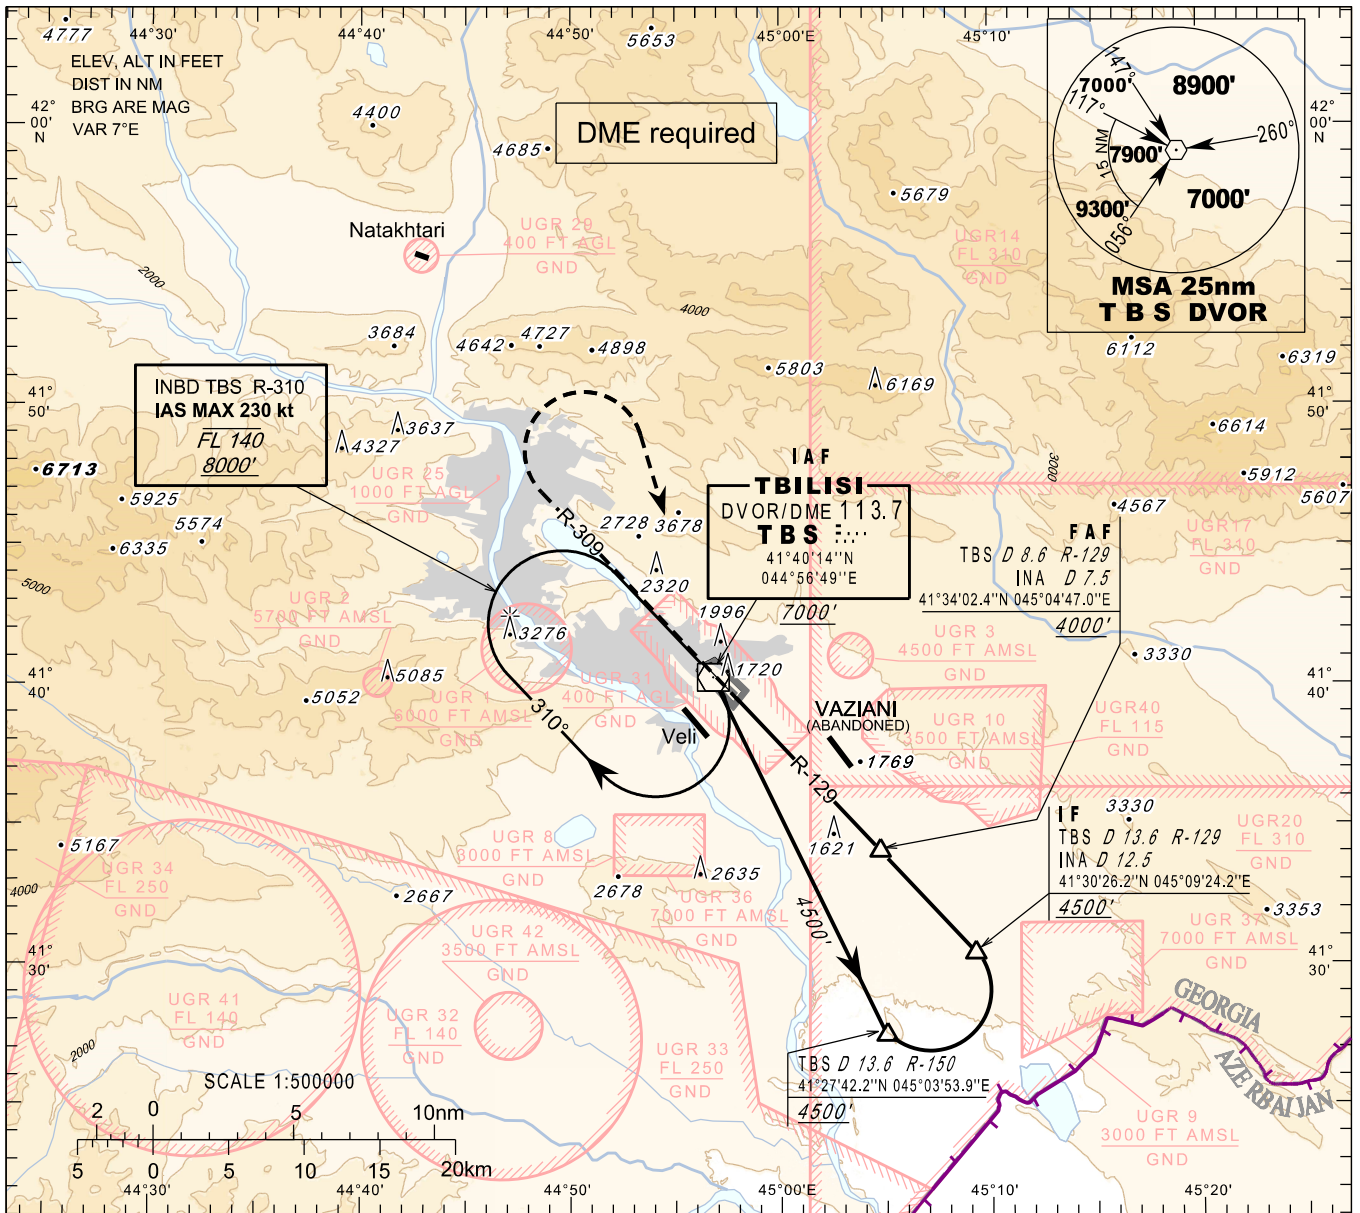 4777
44°30'
44°40'
44°50'
5653
45°00'E
45°10'
ELEV, ALT IN FEET
DIST IN NM
BRG ARE MAG
VAR 7°E
42°
00'
N
4400
4685
DME required
5679
147°
7000'
117°
8900'
260°
15 NM
7900'
7000'
9300'
056°
MSA 25nm
TBS DVOR
42°
00'
N
Natakhtari
UGR 29
400 FT AGL
GND
UGR14
FL 310
GND
2000
4000
3684
4642
4727
4898
5803
6169
6112
6319
INBD TBS R-310
IAS MAX 230 kt
FL 140
8000'
41°
50'
41°
50'
3637
4327
6614
6713
5925
5574
6335
UGR 25
1000 FT AGL
GND
3000
5912
5607
4567
IAF
TBILISI
DVOR/DME 113.7
TBS
41°40'14"N
044°56'49"E
7000'
2728
3678
2320
R-309
1996
1720
FAF
TBS D 8.6 R-129
INA D 7.5
41°34'02.4"N 045°04'47.0"E
4000'
UGR17
FL 310
GND
5000
UGR 2
5700 FT AMSL
GND
3276
UGR 3
4500 FT AMSL
GND
3330
41°
40'
41°
40'
5085
5052
UGR 1
6000 FT AMSL
GND
UGR 31
400 FT AGL
GND
310°
Veli
VAZIANI
(ABANDONED)
1769
UGR 10
3500 FT AMSL
GND
UGR40
FL 115
GND
R-129
1621
3330
IF
TBS D 13.6 R-129
INA D 12.5
41°30'26.2"N 045°09'24.2"E
4500'
UGR20
FL 310
GND
5167
UGR 34
FL 250
GND
4000
UGR 8
3000 FT AMSL
GND
2678
2635
2667
UGR 36
7000 FT AMSL
GND
4500'
3353
UGR 37
7000 FT AMSL
GND
41°
30'
41°
30'
UGR 42
3500 FT AMSL
GND
UGR 41
FL 140
GND
UGR 32
FL 140
GND
GEORGIA
AZERBAIJAN
2000
UGR 33
FL 250
GND
TBS D 13.6 R-150
41°27'42.2"N 045°03'53.9"E
4500'
UGR 9
3000 FT AMSL
GND
SCALE 1:500000
2 0 5 10nm
5 0 5 10 15 20km
44°30'
44°40'
44°50'
45°00'E
45°10'
45°20'